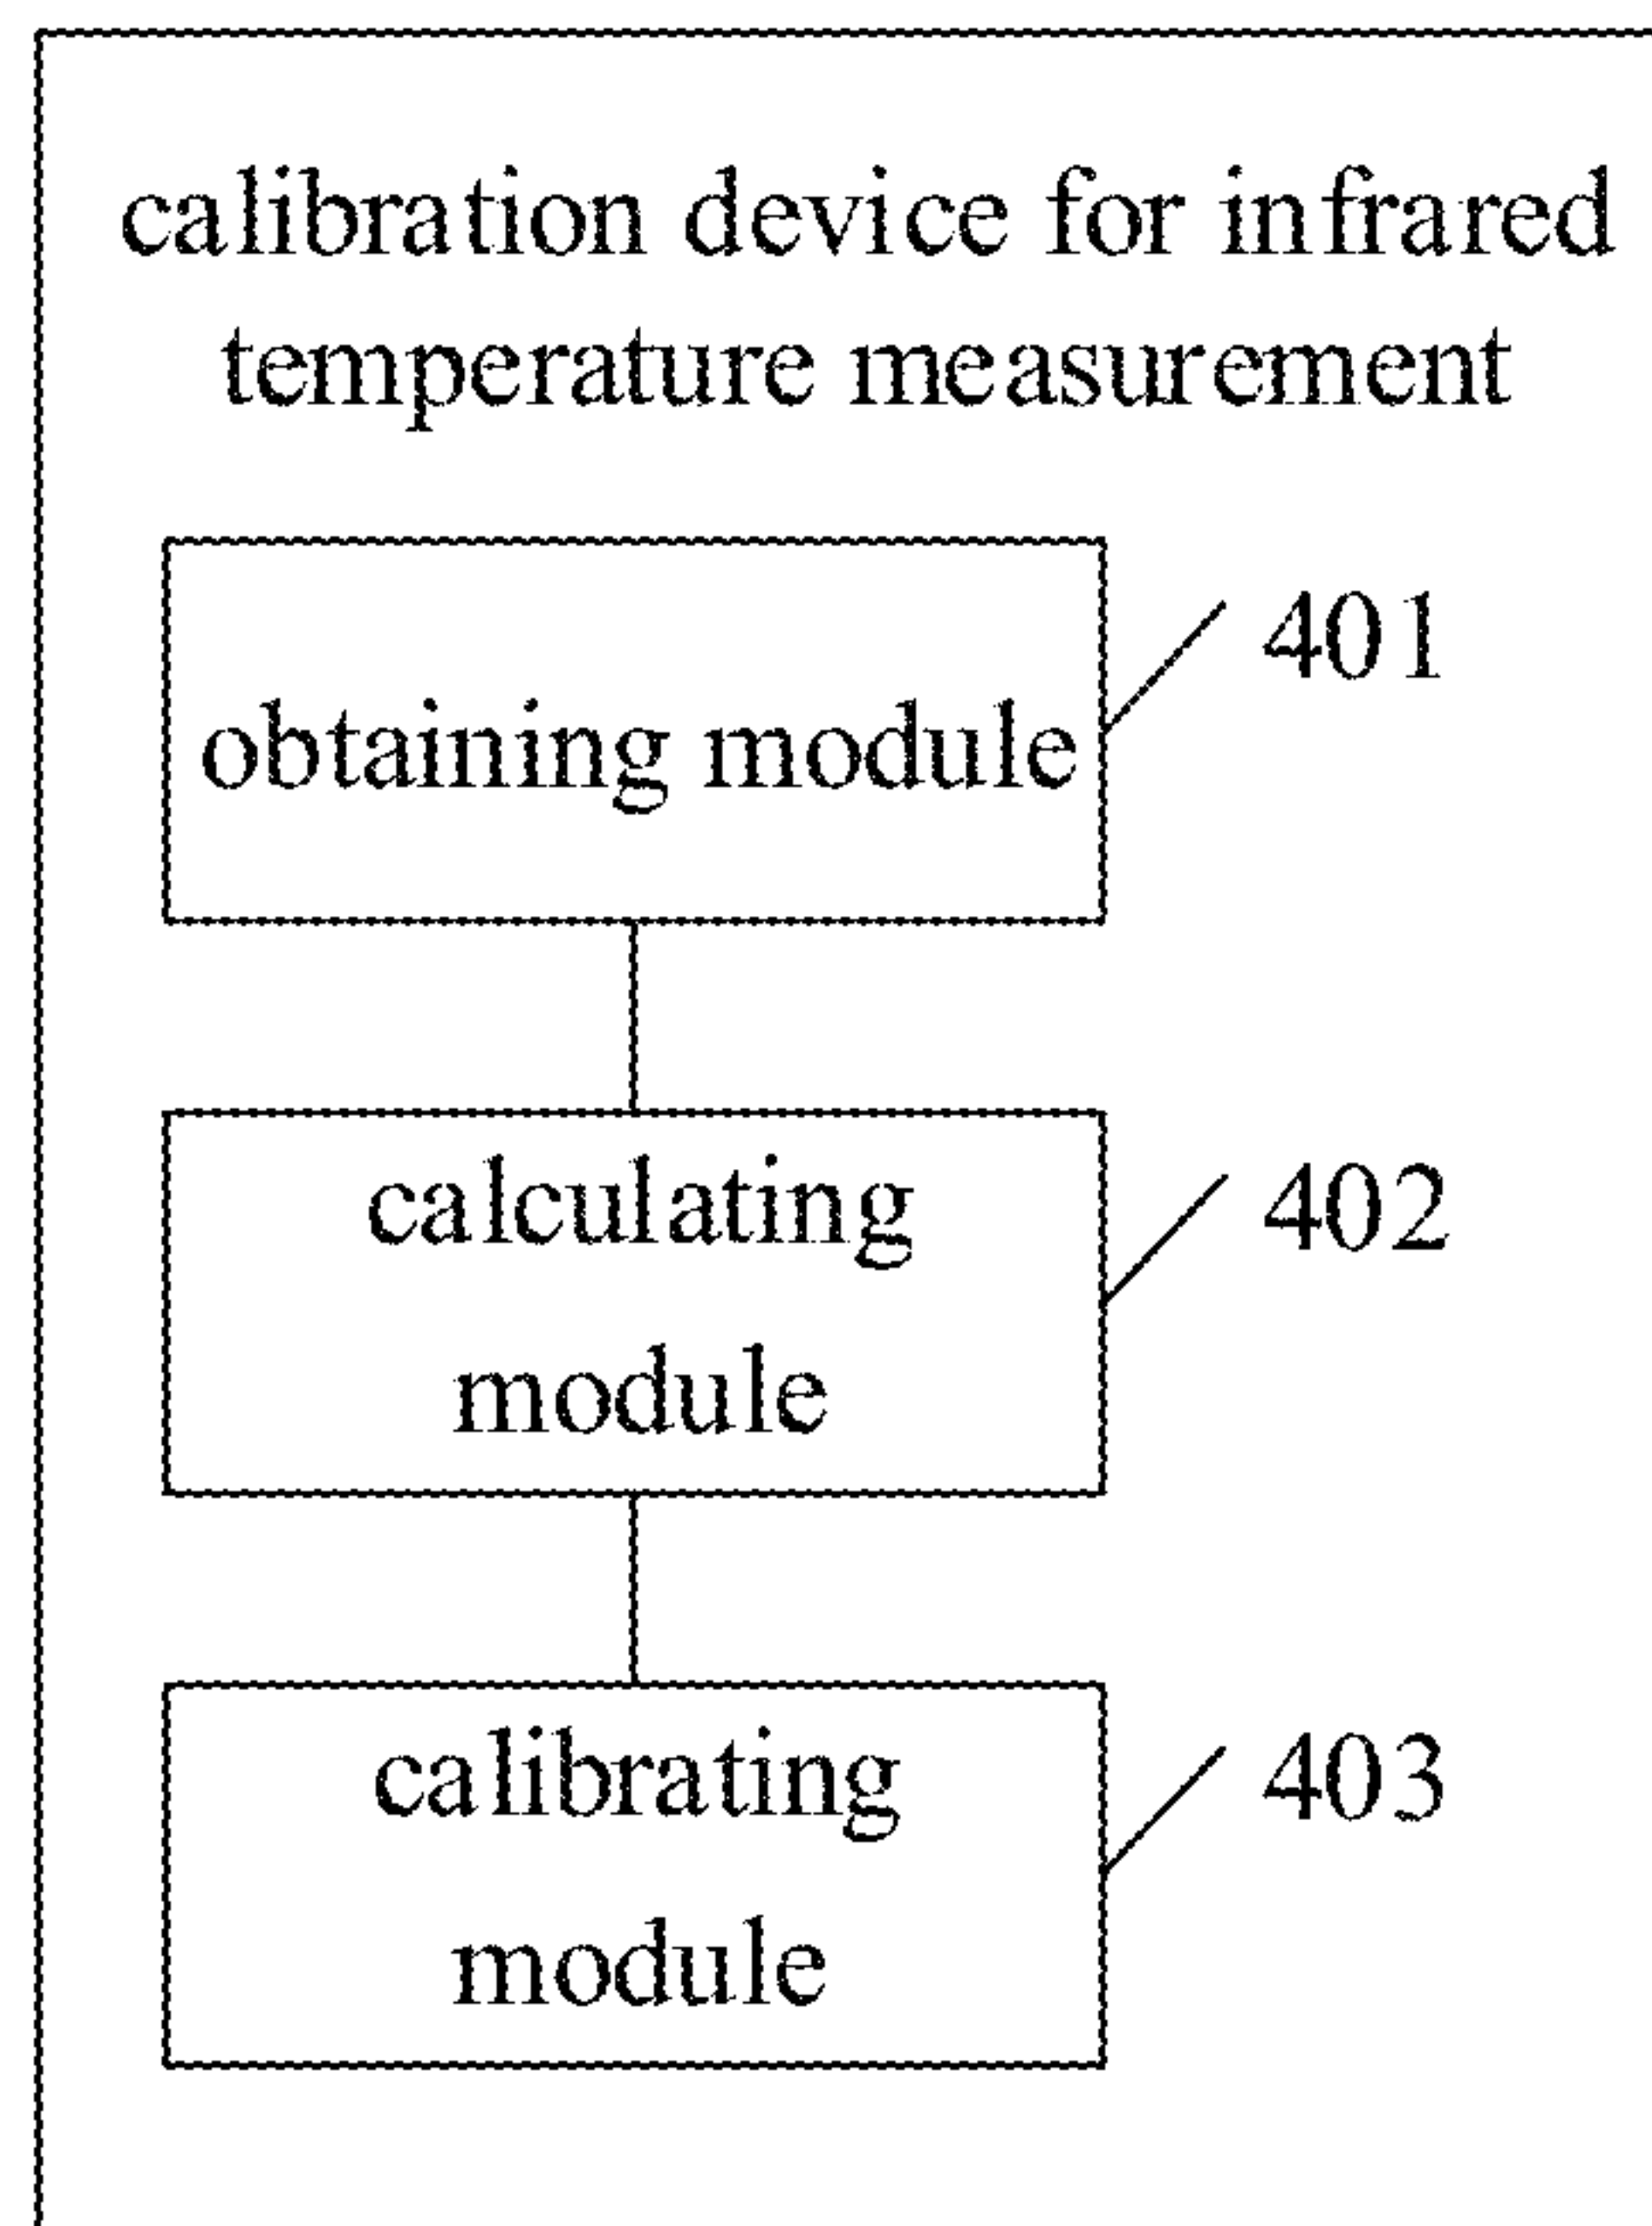 calibration device for infrared
temperature measurement
obtaining module
401
calculating
module
402
calibrating
module
403